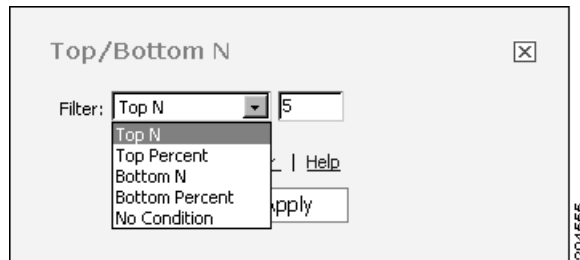 Top/Bottom N
Filter: Top N 5
Top N
Top Percent
| Help
Bottom N
Bottom Percent
No Condition